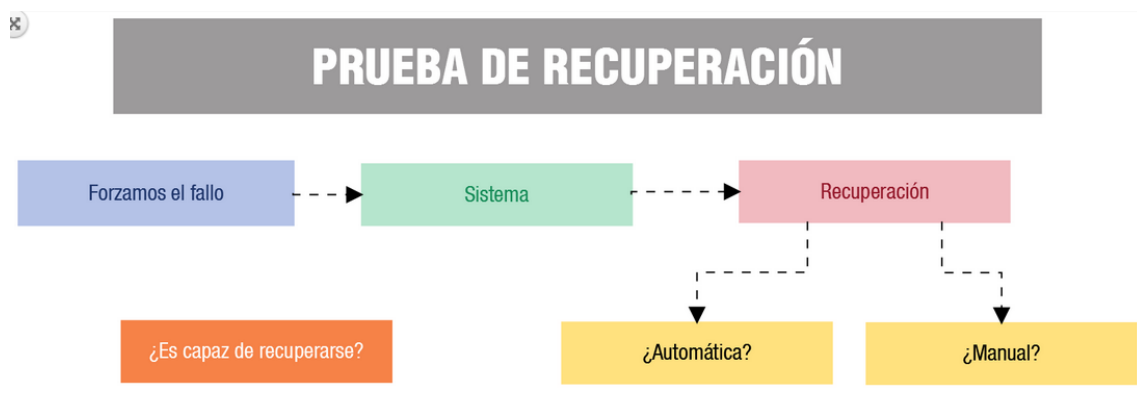 PRUEBA DE RECUPERACIÓN
Forzamos el fallo
Sistema
Recuperación
¿Es capaz de recuperarse?
¿Automática?
¿Manual?